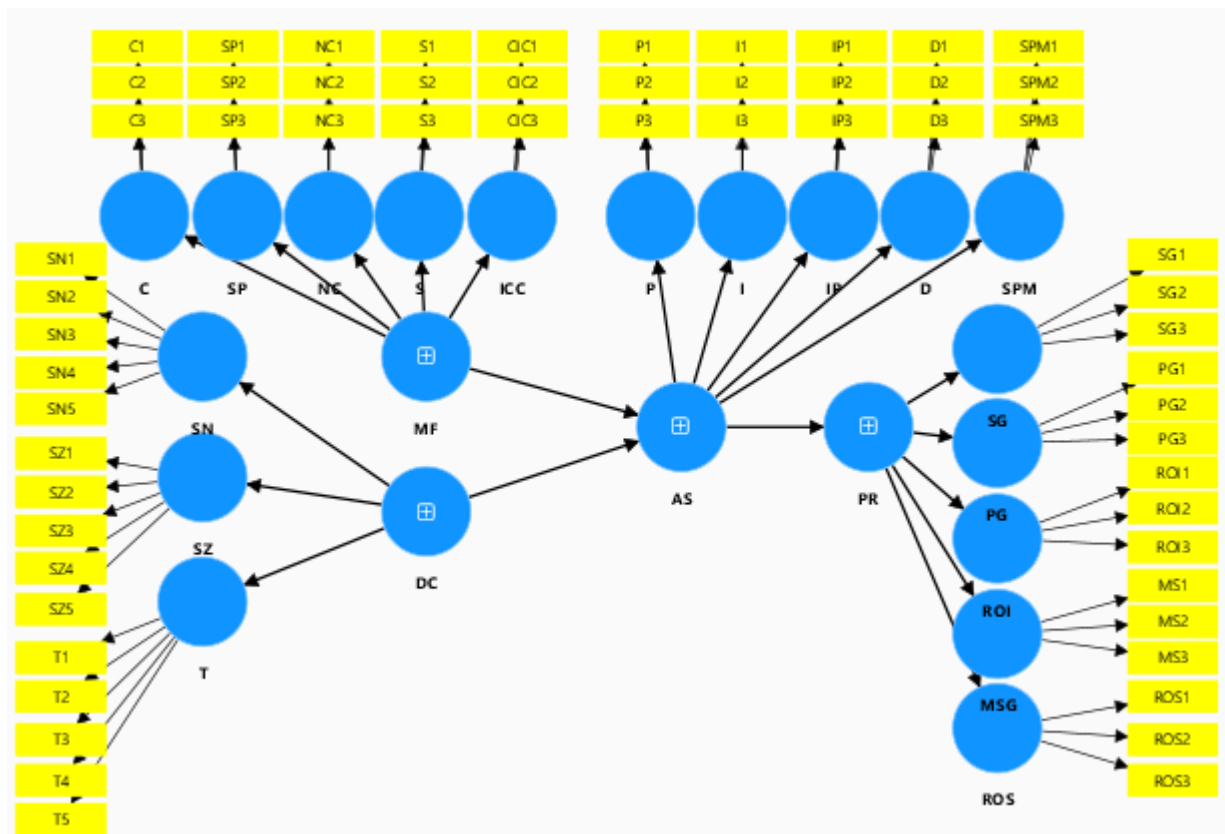 C1 SP1 NC1 S1 CIC1 P1 I1 IP1 D1 SPM1
C2 SP2 NC2 S2 CIC2 P2 I2 IP2 D2 SPM2
C3 SP3 NC3 S3 CIC3 P3 I3 IP3 D3 SPM3
C SP NC S ICC P I IP D SPM
SN1
SN2
SN3
SN4
SN5
SN
SZ1
SZ2
SZ3
SZ4
SZ5
SZ
T1
T2
T3
T4
T5
T
MF
DC
AS
PR
SG1
SG2
SG3
SG
PG1
PG2
PG3
PG
ROI1
ROI2
ROI3
ROI
MS1
MS2
MS3
MSG
ROS1
ROS2
ROS3
ROS